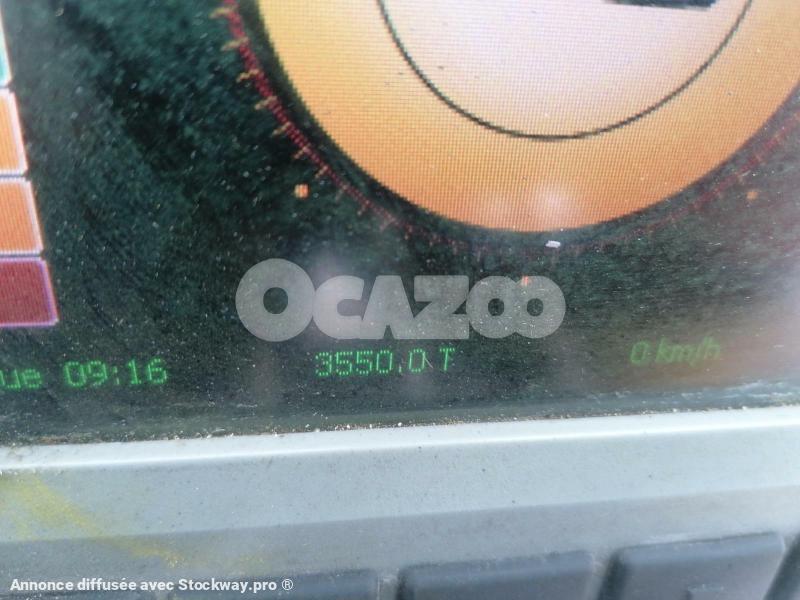 OCAZOO
ue 09:16 3550.0 T 0 km/h
Annonce diffusée avec Stockway.pro ®